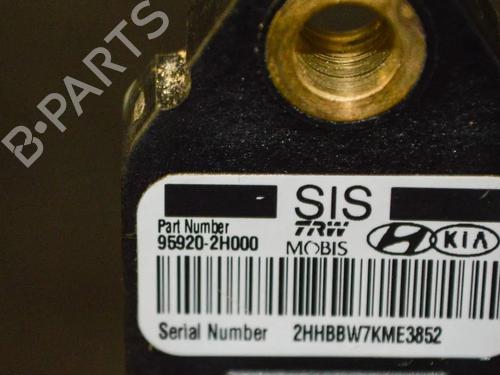 B-PARTS
SIS
Part Number
TRW
95920-2H000
MOBIS
KIA
Serial Number 2HHBBW7KME3852